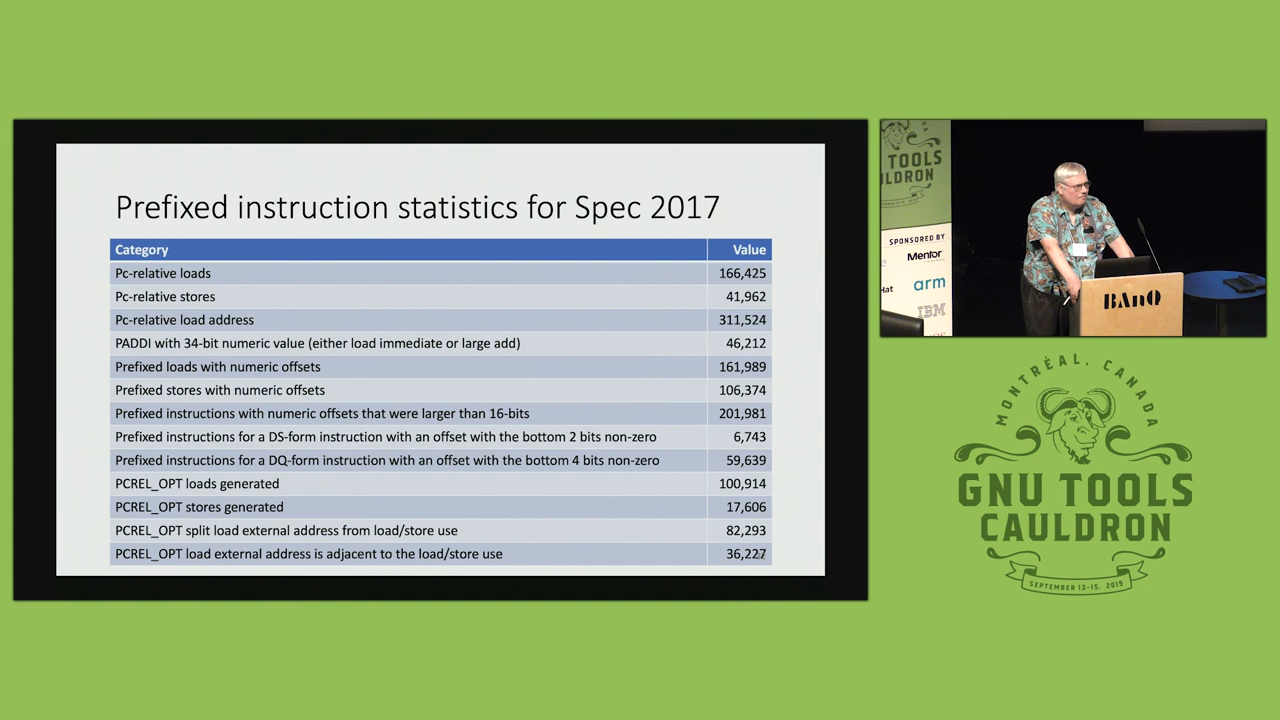 Prefixed instruction statistics for Spec 2017
Category Value
Pc-relative loads 166,425
Pc-relative stores 41,962
Pc-relative load address 311,524
PADDI with 34-bit numeric value (either load immediate or large add) 46,212
Prefixed loads with numeric offsets 161,989
Prefixed stores with numeric offsets 106,374
Prefixed instructions with numeric offsets that were larger than 16-bits 201,981
Prefixed instructions for a DS-form instruction with an offset with the bottom 2 bits non-zero 6,743
Prefixed instructions for a DQ-form instruction with an offset with the bottom 4 bits non-zero 59,639
PCREL_OPT loads generated 100,914
PCREL_OPT stores generated 17,606
PCREL_OPT split load external address from load/store use 82,293
PCREL_OPT load external address is adjacent to the load/store use 36,227
TOOLS
CAULDRON
SPONSORED BY
Mentor
arm
IBM
BAnQ
MONTRÉAL, CANADA
GNU TOOLS
CAULDRON
SEPTEMBER 13-15, 2019